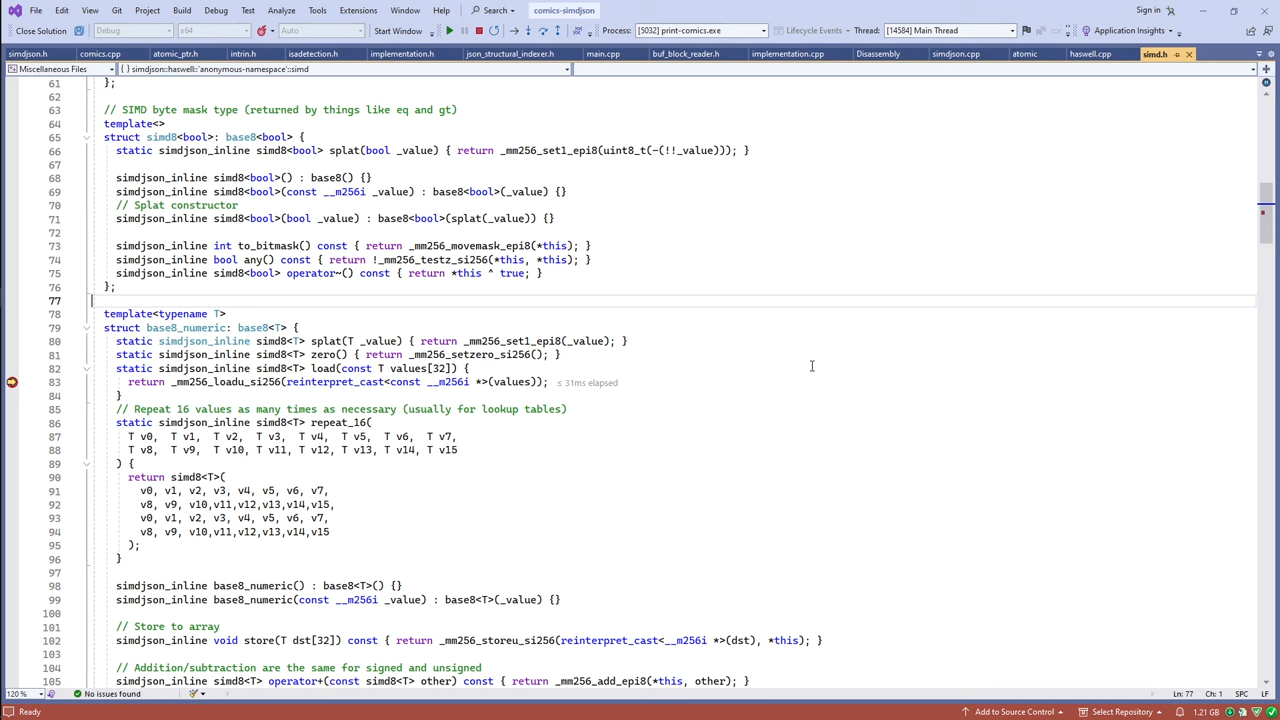 File Edit View Git Project Build Debug Test Analyze Tools Extensions Window Help Search comics-simdjson Sign in
Close Solution Debug x64 Auto Start Window Process: [5032] print-comics.exe Lifecycle Events Thread: [14584] Main Thread Application Insights
simdjson.h comics.cpp atomic_ptr.h intrin.h isadetection.h implementation.h json_structural_indexer.h main.cpp buf_block_reader.h implementation.cpp Disassembly simdjson.cpp atomic haswell.cpp simd.h
Miscellaneous Files simdjson::haswell::`anonymous-namespace'::simd
61 };
62
63 // SIMD byte mask type (returned by things like eq and gt)
64 template<>
65 struct simd8<bool>: base8<bool> {
66 static simdjson_inline simd8<bool> splat(bool _value) { return _mm256_set1_epi8(uint8_t(-(!!_value))); }
67
68 simdjson_inline simd8<bool>() : base8() {}
69 simdjson_inline simd8<bool>(const __m256i _value) : base8<bool>(_value) {}
70 // Splat constructor
71 simdjson_inline simd8<bool>(bool _value) : base8<bool>(splat(_value)) {}
72
73 simdjson_inline int to_bitmask() const { return _mm256_movemask_epi8(*this); }
74 simdjson_inline bool any() const { return !_mm256_testz_si256(*this, *this); }
75 simdjson_inline simd8<bool> operator~() const { return *this ^ true; }
76 };
77
78 template<typename T>
79 struct base8_numeric: base8<T> {
80 static simdjson_inline simd8<T> splat(T _value) { return _mm256_set1_epi8(_value); }
81 static simdjson_inline simd8<T> zero() { return _mm256_setzero_si256(); }
82 static simdjson_inline simd8<T> load(const T values[32]) {
83 return _mm256_loadu_si256(reinterpret_cast<const __m256i *>(values)); ≤ 31ms elapsed
84 }
85 // Repeat 16 values as many times as necessary (usually for lookup tables)
86 static simdjson_inline simd8<T> repeat_16(
87 T v0, T v1, T v2, T v3, T v4, T v5, T v6, T v7,
88 T v8, T v9, T v10, T v11, T v12, T v13, T v14, T v15
89 ) {
90 return simd8<T>(
91 v0, v1, v2, v3, v4, v5, v6, v7,
92 v8, v9, v10,v11,v12,v13,v14,v15,
93 v0, v1, v2, v3, v4, v5, v6, v7,
94 v8, v9, v10,v11,v12,v13,v14,v15
95 );
96 }
97
98 simdjson_inline base8_numeric() : base8<T>() {}
99 simdjson_inline base8_numeric(const __m256i _value) : base8<T>(_value) {}
100
101 // Store to array
102 simdjson_inline void store(T dst[32]) const { return _mm256_storeu_si256(reinterpret_cast<__m256i *>(dst), *this); }
103
104 // Addition/subtraction are the same for signed and unsigned
105 simdjson_inline simd8<T> operator+(const simd8<T> other) const { return _mm256_add_epi8(*this, other); }
120 % No issues found Ln: 77 Ch: 1 SPC LF
Ready Add to Source Control Select Repository 1.21 GB